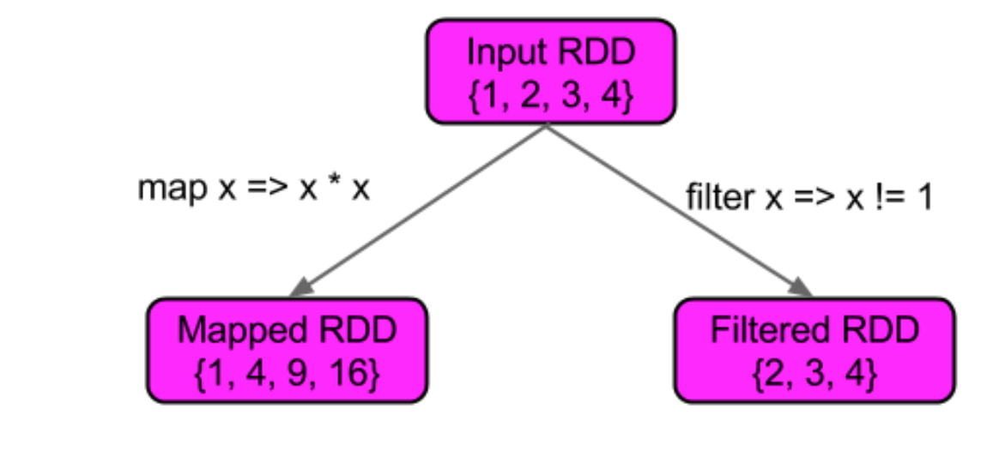 Input RDD
{1, 2, 3, 4}
map x => x * x
filter x => x != 1
Mapped RDD
{1, 4, 9, 16}
Filtered RDD
{2, 3, 4}